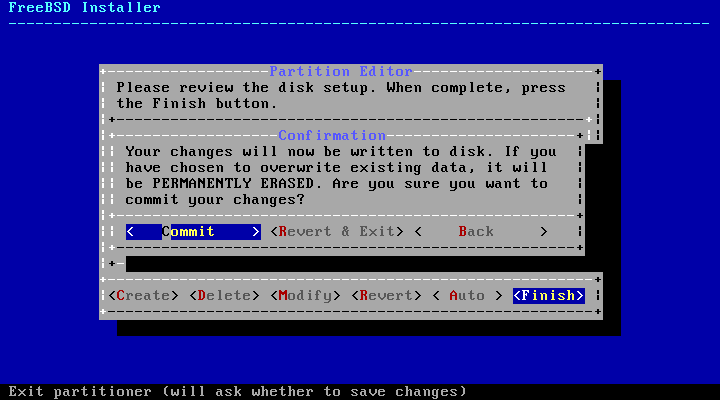 FreeBSD Installer
Partition Editor
Please review the disk setup. When complete, press
the Finish button.
Confirmation
Your changes will now be written to disk. If you
have chosen to overwrite existing data, it will
be PERMANENTLY ERASED. Are you sure you want to
commit your changes?
< Commit > <Revert & Exit> < Back >
<Create> <Delete> <Modify> <Revert> < Auto > <Finish>
Exit partitioner (will ask whether to save changes)